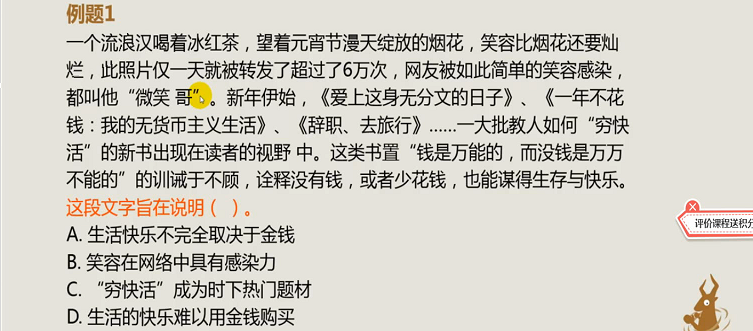 例题1
一个流浪汉喝着冰红茶，望着元宵节漫天绽放的烟花，笑容比烟花还要灿
烂，此照片仅一天就被转发了超过了6万次，网友被如此简单的笑容感染，
都叫他“微笑 哥”。新年伊始，《爱上这身无分文的日子》、《一年不花
钱：我的无货币主义生活》、《辞职、去旅行》……一大批教人如何“穷快
活”的新书出现在读者的视野 中。这类书置“钱是万能的，而没钱是万万
不能的”的训诫于不顾，诠释没有钱，或者少花钱，也能谋得生存与快乐。
这段文字旨在说明（  ）。
A. 生活快乐不完全取决于金钱
B. 笑容在网络中具有感染力
C. “穷快活”成为时下热门题材
D. 生活的快乐难以用金钱购买
评价课程送积分